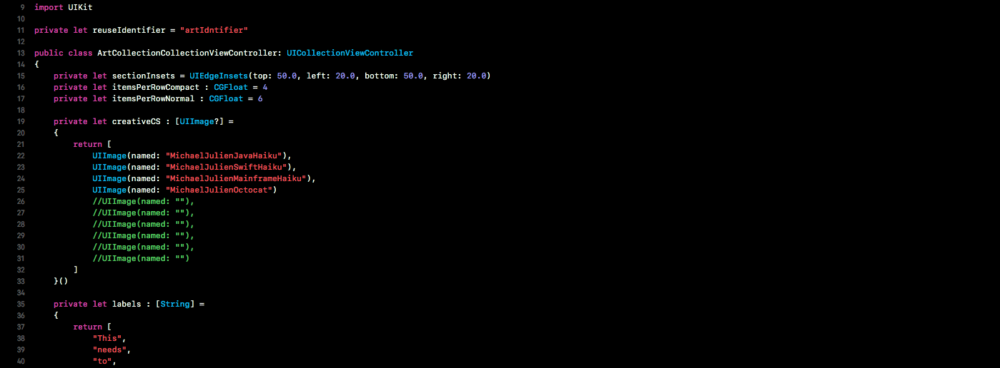 9 import UIKit
10
11 private let reuseIdentifier = "artIdntifier"
12
13 public class ArtCollectionCollectionViewController: UICollectionViewController
14 {
15     private let sectionInsets = UIEdgeInsets(top: 50.0, left: 20.0, bottom: 50.0, right: 20.0)
16     private let itemsPerRowCompact : CGFloat = 4
17     private let itemsPerRowNormal : CGFloat = 6
18
19     private let creativeCS : [UIImage?] =
20     {
21         return [
22             UIImage(named: "MichaelJulienJavaHaiku"),
23             UIImage(named: "MichaelJulienSwiftHaiku"),
24             UIImage(named: "MichaelJulienMainframeHaiku"),
25             UIImage(named: "MichaelJulienOctocat")
26             //UIImage(named: ""),
27             //UIImage(named: ""),
28             //UIImage(named: ""),
29             //UIImage(named: ""),
30             //UIImage(named: ""),
31             //UIImage(named: "")
32         ]
33     }()
34
35     private let labels : [String] =
36     {
37         return [
38             "This",
39             "needs",
40             "to",